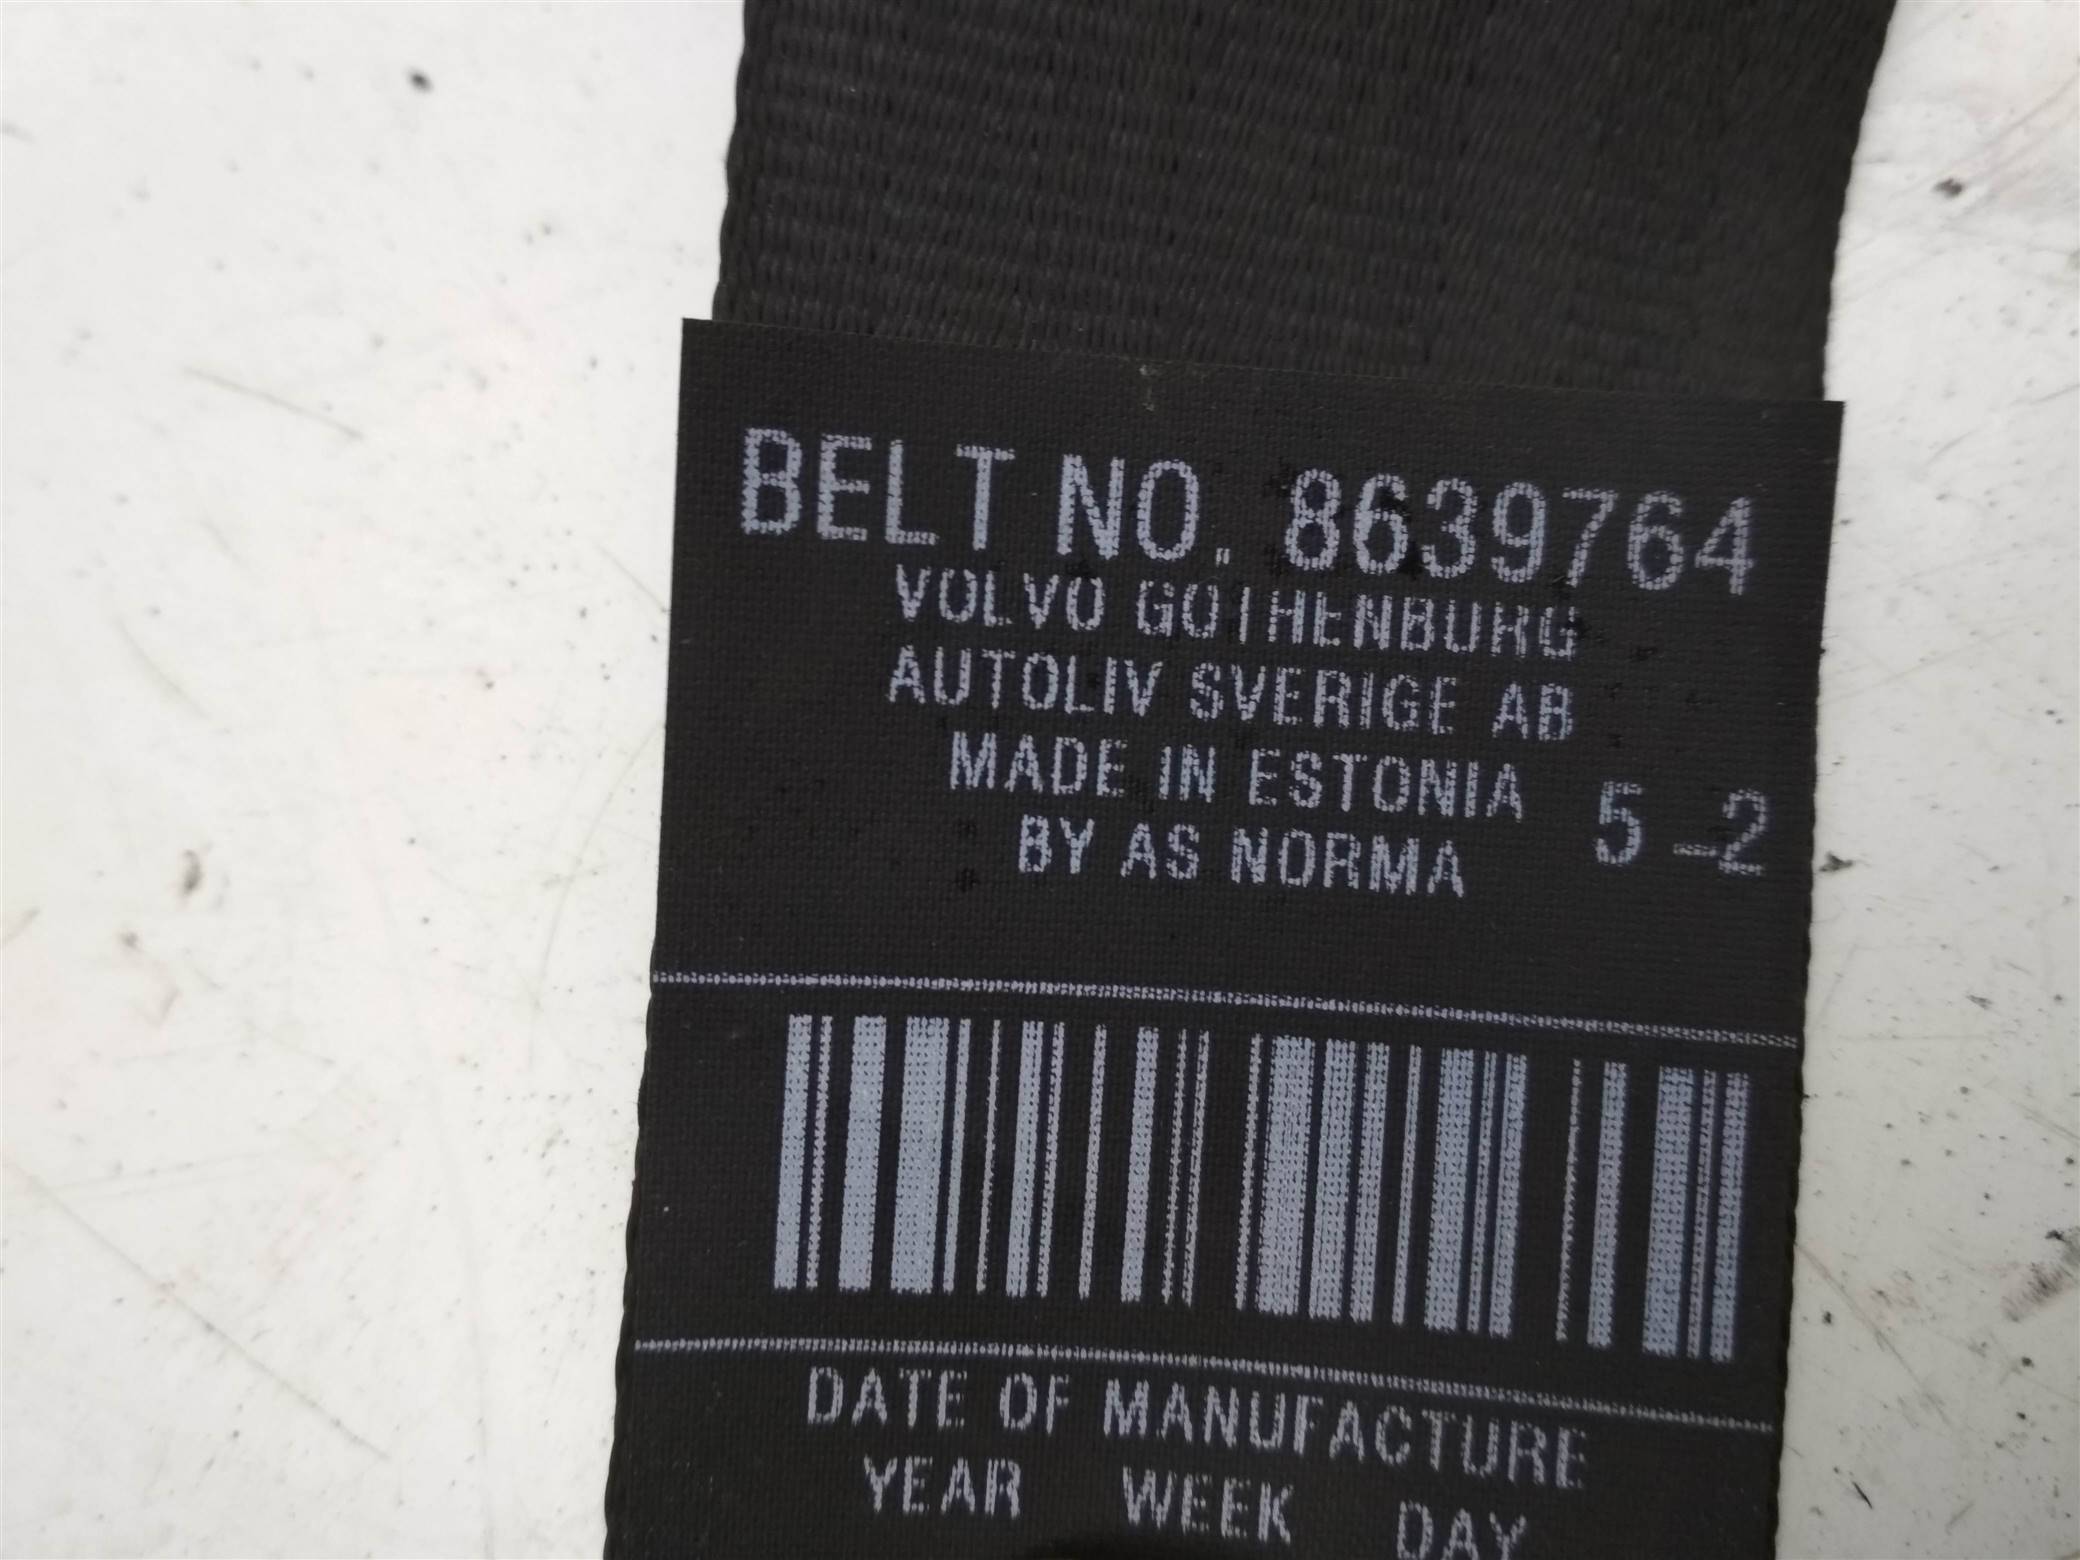 BELT NO. 8639764
VOLVO GOTHENBURG
AUTOLIV SVERIGE AB
MADE IN ESTONIA
BY AS NORMA 5-2
DATE OF MANUFACTURE
YEAR WEEK DAY